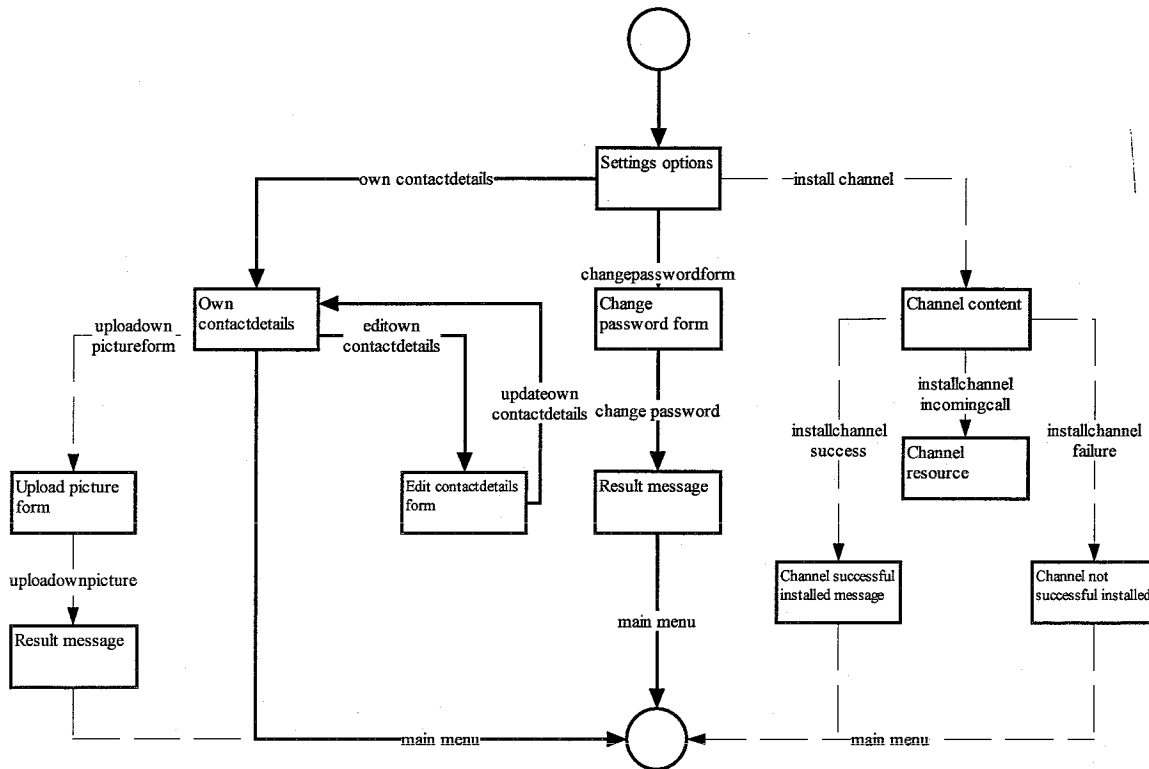 Settings options
own contactdetails
install channel
changepasswordform
Own
contactdetails
Change
password form
Channel content
uploadown
pictureform
editown
contactdetails
updateown
contactdetails
change password
installchannel
incomingcall
installchannel
success
installchannel
failure
Channel
resource
Upload picture
form
Edit contactdetails
form
Result message
uploadownpicture
Channel successful
installed message
Channel not
successful installed
main menu
Result message
main menu
main menu